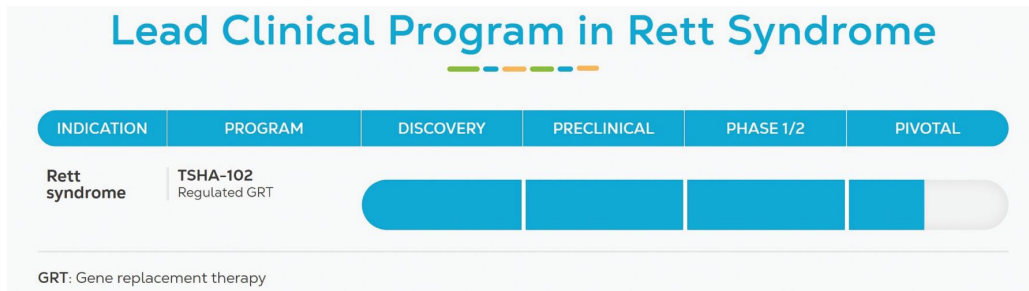 Lead Clinical Program in Rett Syndrome
INDICATION PROGRAM DISCOVERY PRECLINICAL PHASE 1/2 PIVOTAL
Rett
syndrome
TSHA-102
Regulated GRT
GRT: Gene replacement therapy